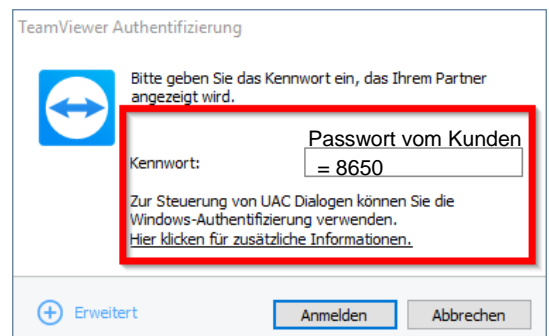 TeamViewer Authentifizierung
Bitte geben Sie das Kennwort ein, das Ihrem Partner
angezeigt wird.
Passwort vom Kunden
Kennwort:
= 8650
Zur Steuerung von UAC Dialogen können Sie die
Windows-Authentifizierung verwenden.
Hier klicken für zusätzliche Informationen.
Erweitert
Anmelden
Abbrechen